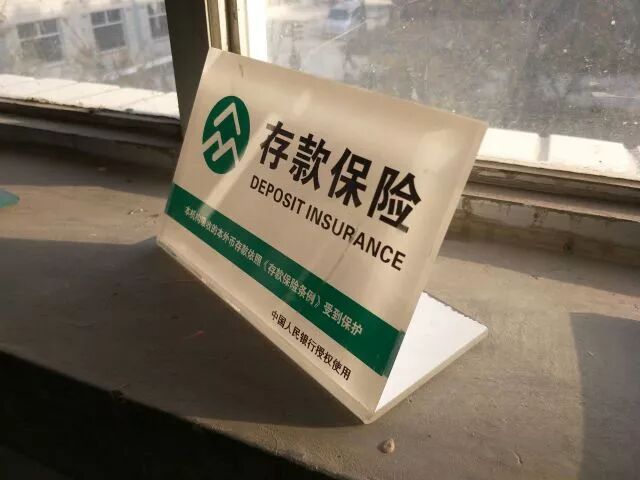 存款保险
DEPOSIT INSURANCE
本机构吸收的本外币存款依照《存款保险条例》受到保护
中国人民银行授权使用